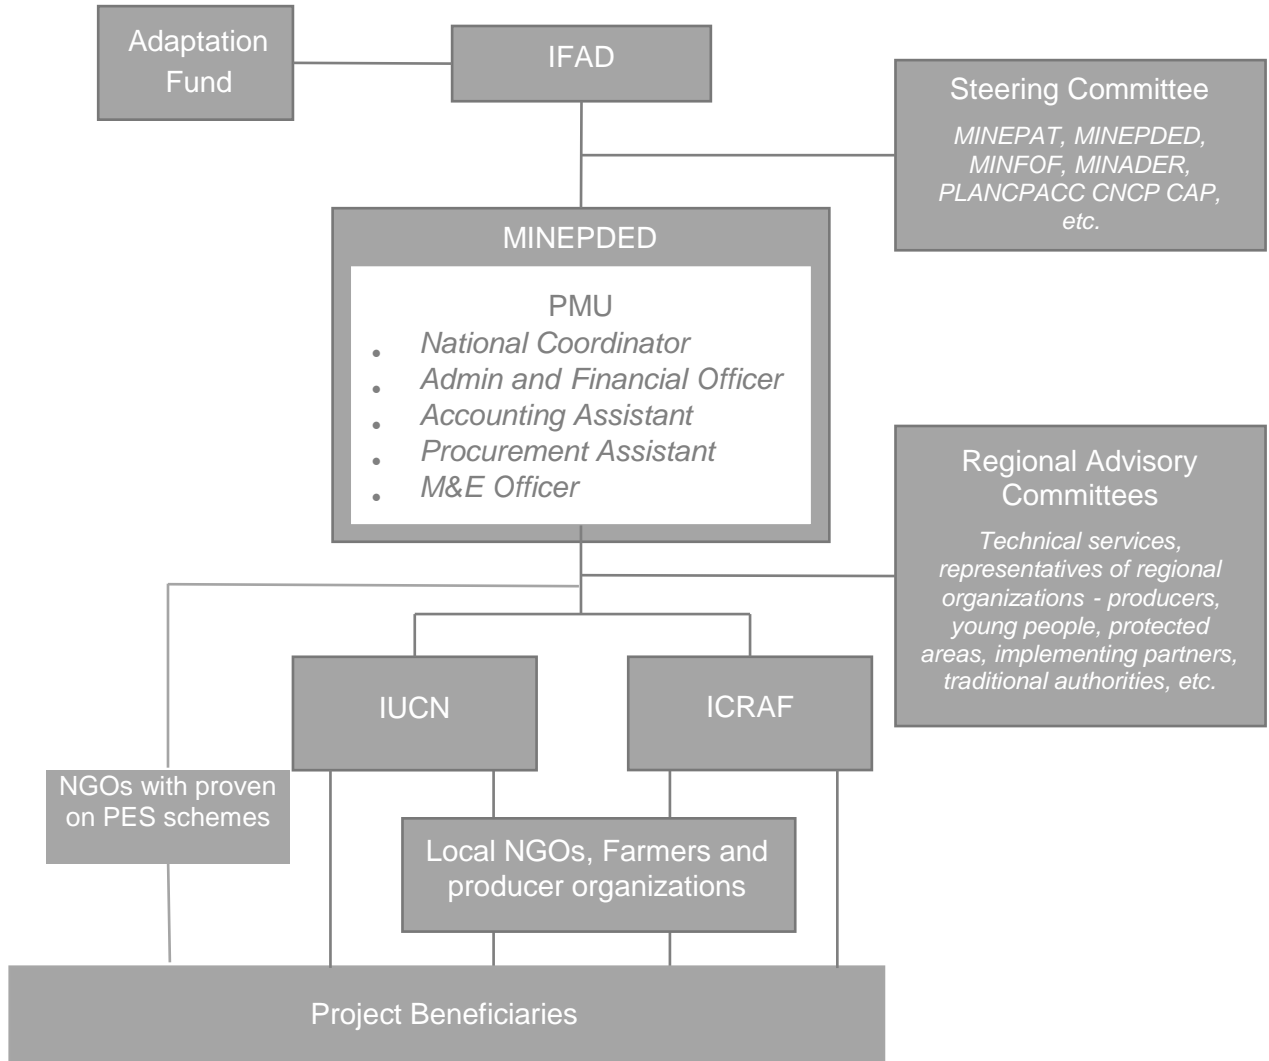 Adaptation
Fund
IFAD
Steering Committee
MINEPAT, MINEPDED,
MINFOF, MINADER,
PLANCPACC CNCP CAP,
etc.
MINEPDED
PMU
• National Coordinator
• Admin and Financial Officer
• Accounting Assistant
• Procurement Assistant
• M&E Officer
Regional Advisory
Committees
Technical services,
representatives of regional
organizations - producers,
young people, protected
areas, implementing partners,
traditional authorities, etc.
IUCN
ICRAF
NGOs with proven
on PES schemes
Local NGOs, Farmers and
producer organizations
Project Beneficiaries